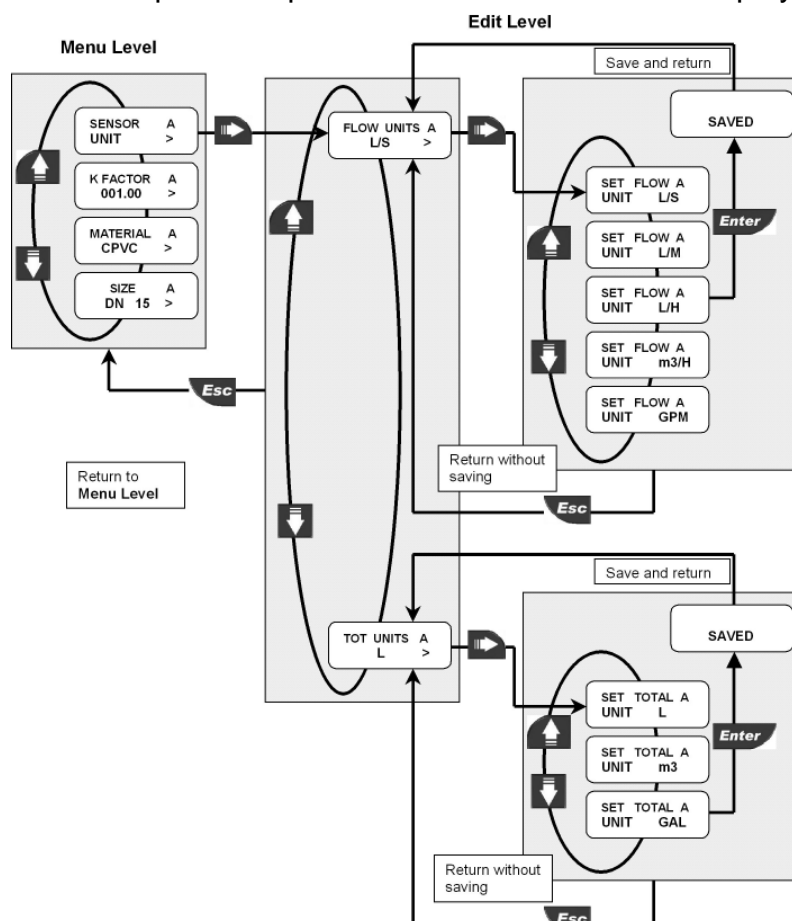 Edit Level
Menu Level
Save and return
SAVED
SENSOR A
UNIT >
FLOW UNITS A
L/S >
K FACTOR A
001.00 >
SET FLOW A
UNIT L/S
Enter
MATERIAL A
CPVC >
SET FLOW A
UNIT L/M
SIZE A
DN 15 >
SET FLOW A
UNIT L/H
SET FLOW A
UNIT m3/H
Esc
SET FLOW A
UNIT GPM
Return to
Menu Level
Return without
saving
Esc
Save and return
SAVED
TOT UNITS A
L >
SET TOTAL A
UNIT L
Enter
SET TOTAL A
UNIT m3
SET TOTAL A
UNIT GAL
Return without
saving
Esc